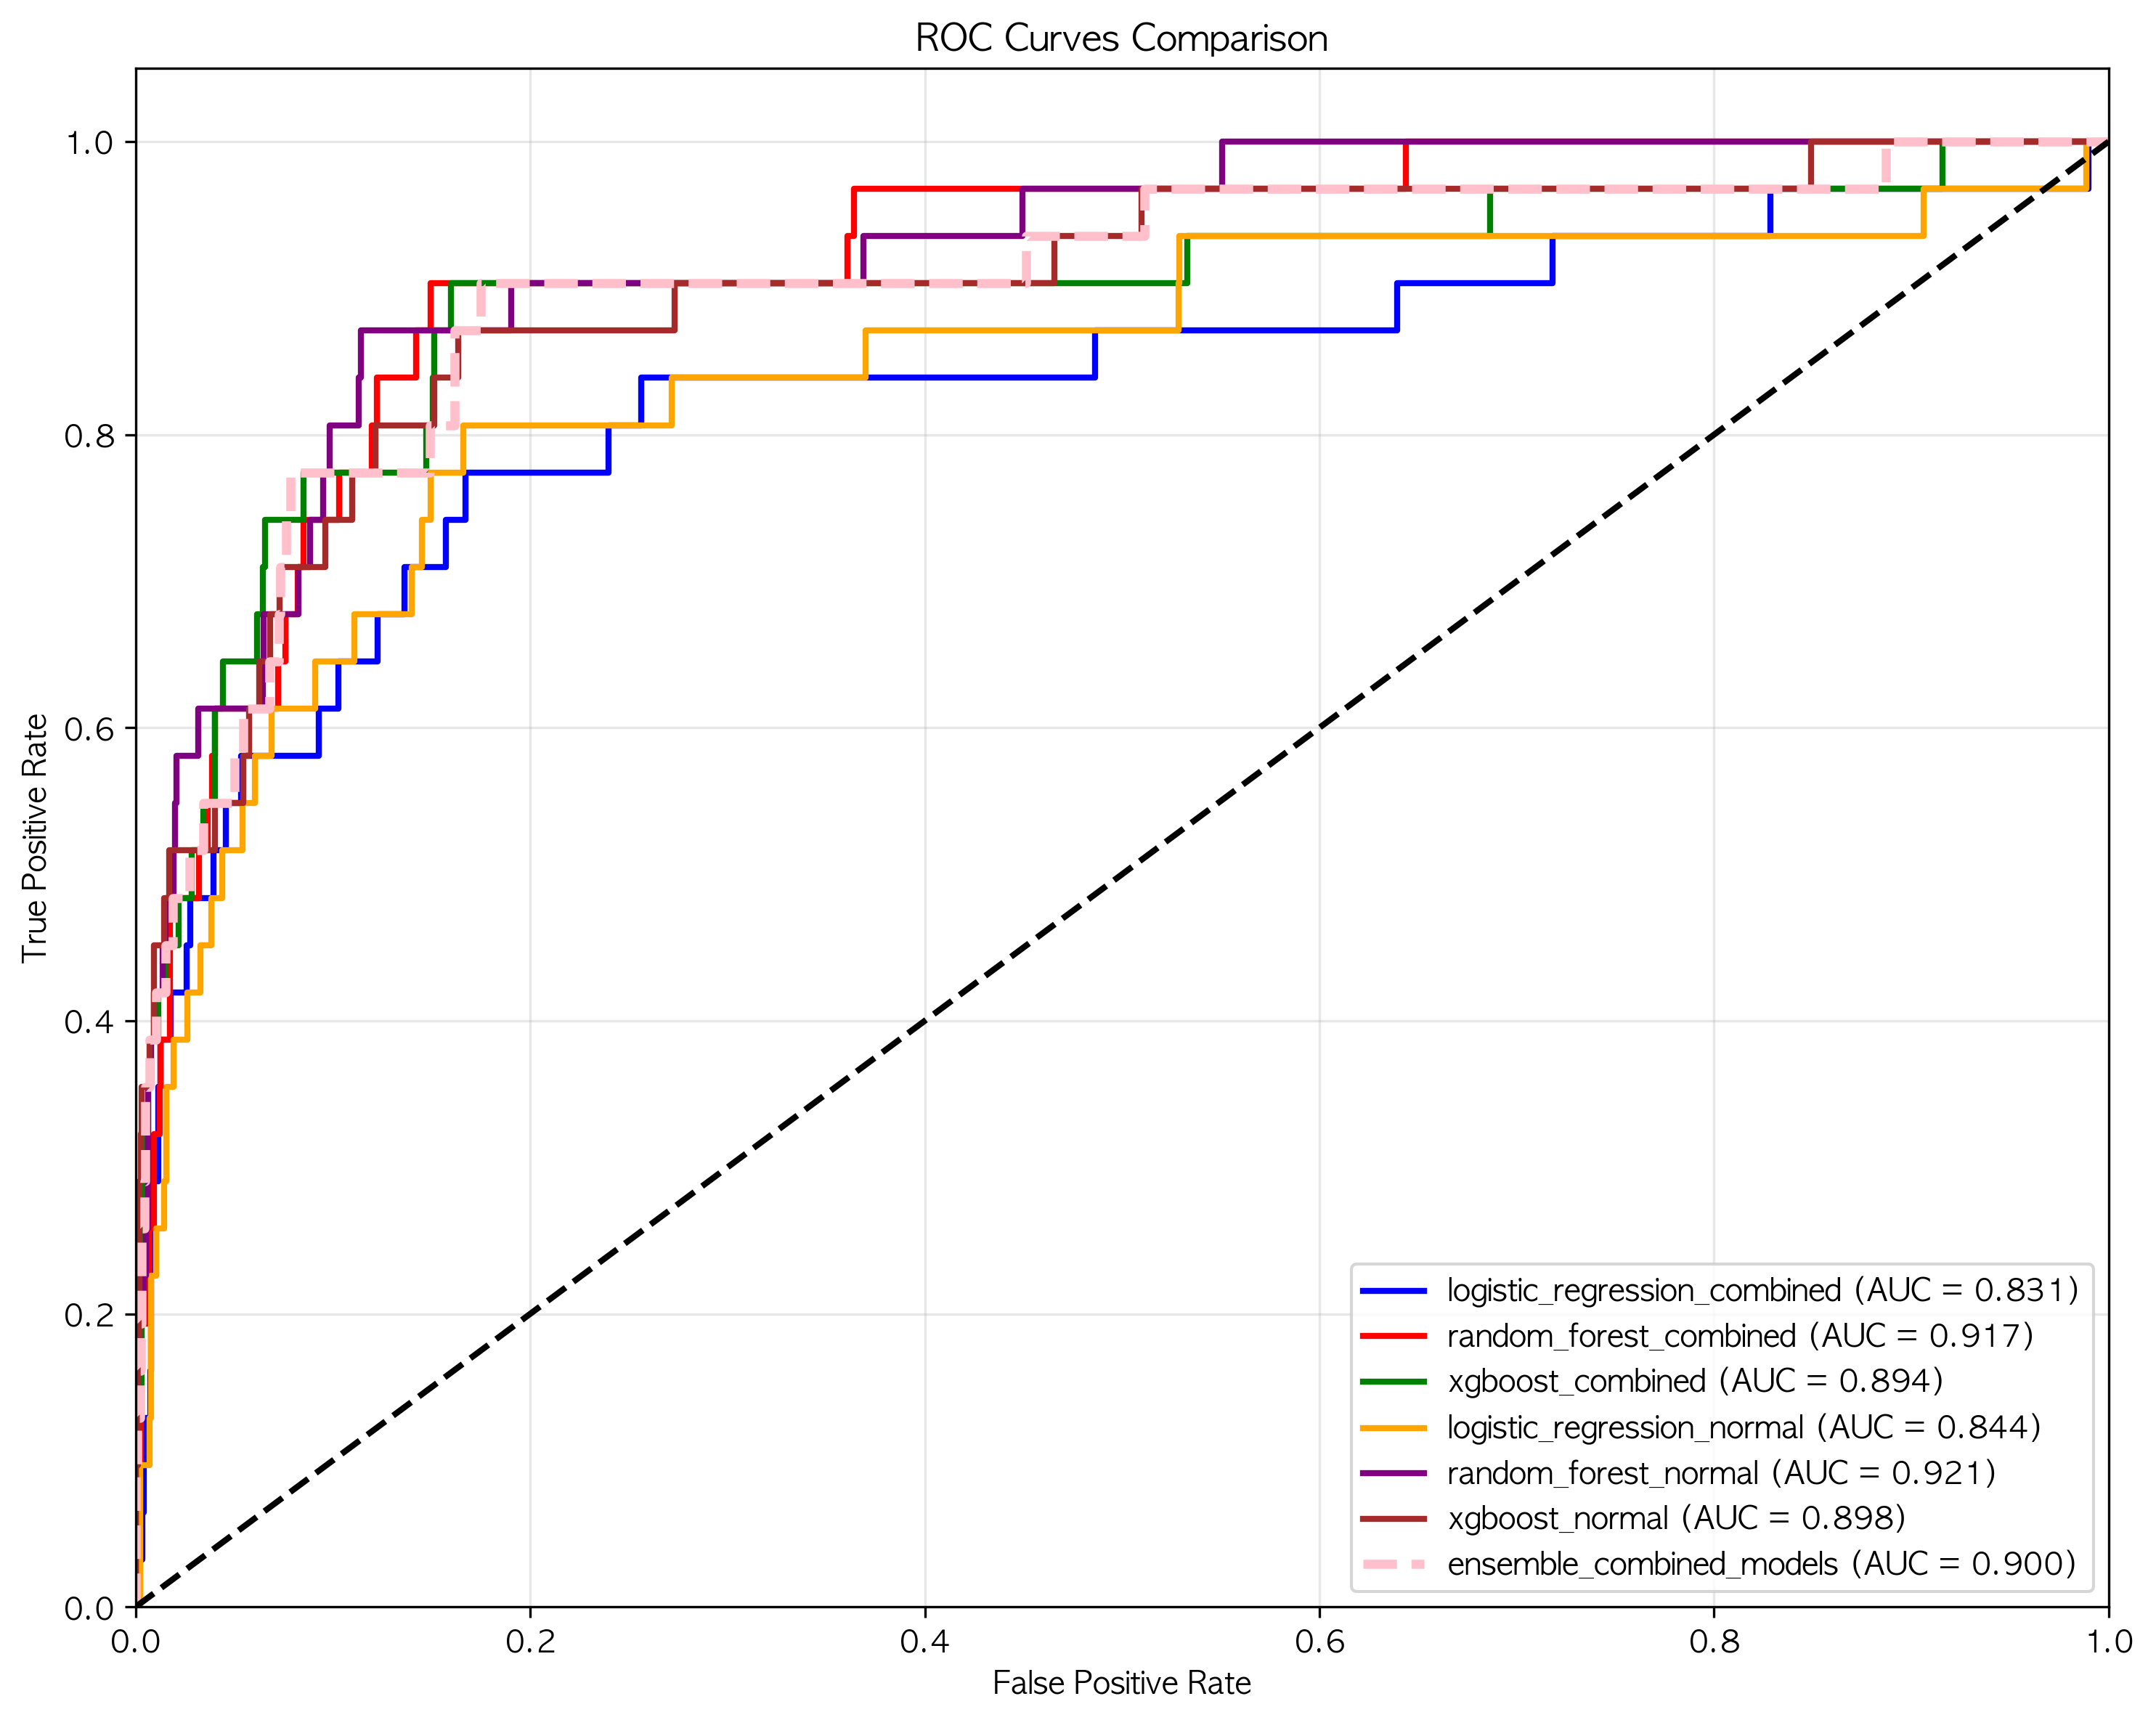 ROC Curves Comparison
True Positive Rate
1.0
0.8
0.6
0.4
0.2
0.0
0.0 0.2 0.4 0.6 0.8 1.0
False Positive Rate
logistic_regression_combined (AUC = 0.831)
random_forest_combined (AUC = 0.917)
xgboost_combined (AUC = 0.894)
logistic_regression_normal (AUC = 0.844)
random_forest_normal (AUC = 0.921)
xgboost_normal (AUC = 0.898)
ensemble_combined_models (AUC = 0.900)